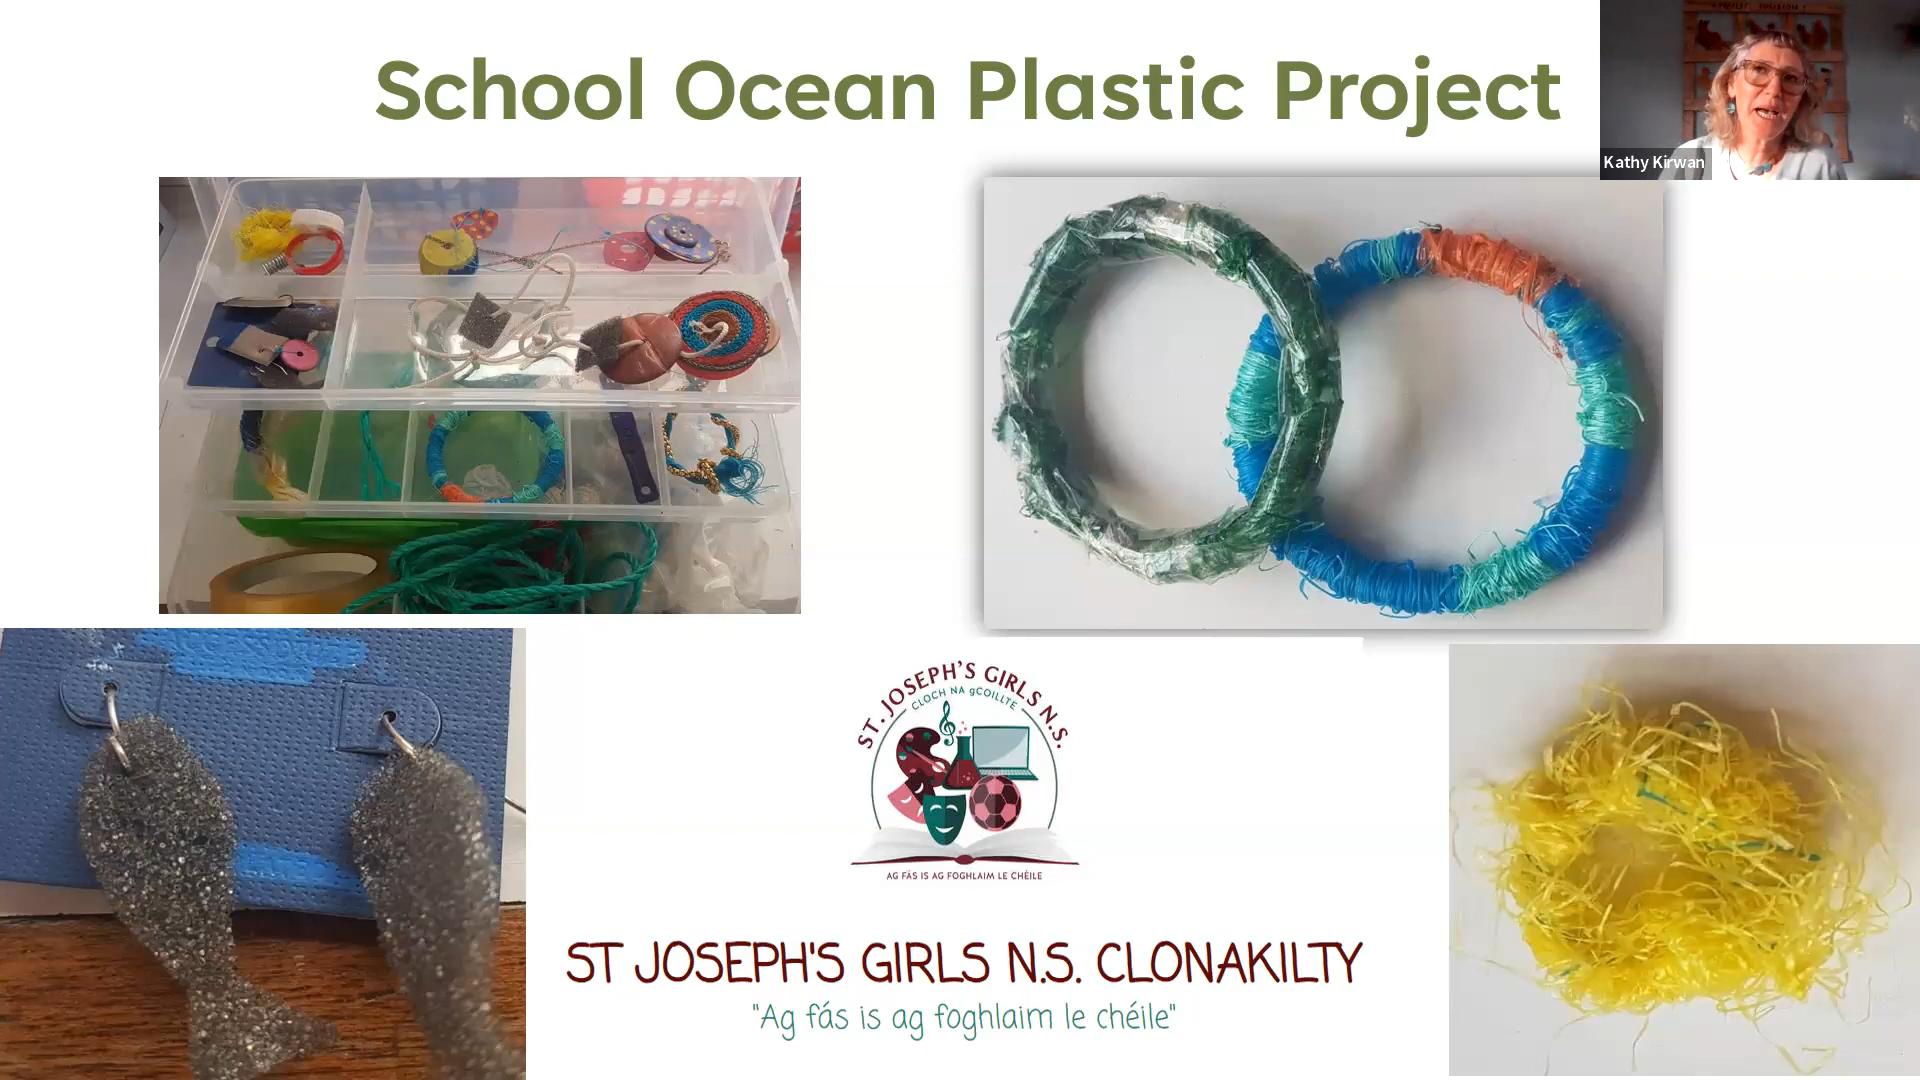 School Ocean Plastic Project
Kathy Kirwan
ST. JOSEPH'S GIRLS N.S.
CLOCH NA gCOILLTE
AG FÁS IS AG FOGHLAIM LE CHÉILE
ST JOSEPH'S GIRLS N.S. CLONAKILTY
"Ag fás is ag foghlaim le chéile"